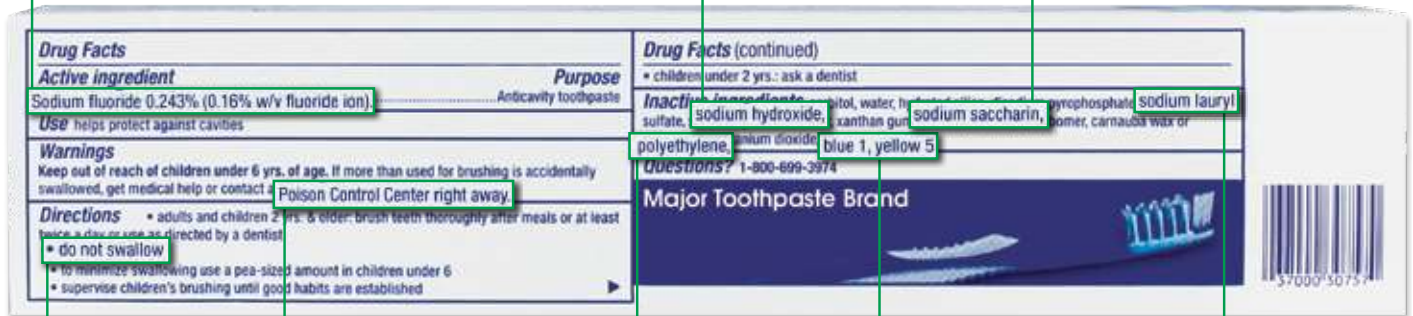 Drug Facts
Active ingredient Purpose
Sodium fluoride 0.243% (0.16% w/v fluoride ion). Anticavity toothpaste
Use helps protect against cavities
Warnings
Keep out of reach of children under 6 yrs. of age. If more than used for brushing is accidentally
swallowed, get medical help or contact a Poison Control Center right away.
Directions • adults and children 2 yrs. & older: brush teeth thoroughly after meals or at least
twice a day or use as directed by a dentist
• do not swallow
• to minimize swallowing use a pea-sized amount in children under 6
• supervise children's brushing until good habits are established
Drug Facts (continued)
• children under 2 yrs.: ask a dentist
Inactive ingredients water, pyrophosphate sodium lauryl
sulfate, sodium hydroxide, xanthan gum sodium saccharin, carnauba wax or
polyethylene, dioxide blue 1, yellow 5
Questions? 1-800-699-3974
Major Toothpaste Brand